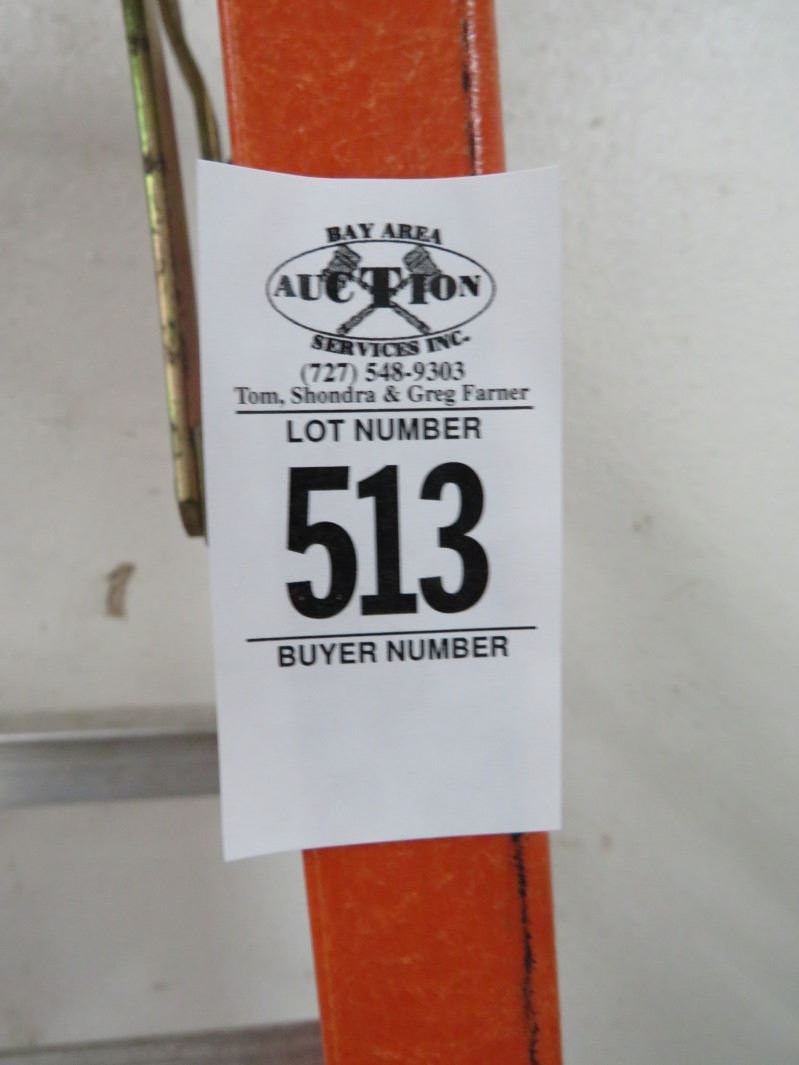 BAY AREA
AUCTION
SERVICES INC.
(727) 548-9303
Tom, Shondra & Greg Farner
LOT NUMBER
513
BUYER NUMBER